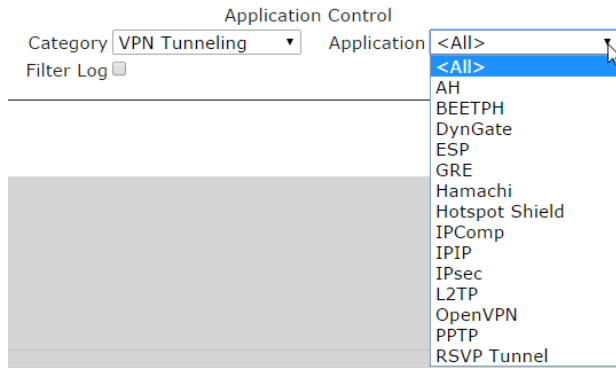 Application Control
Category VPN Tunneling Application <All>
Filter Log
<All>
AH
BEETPH
DynGate
ESP
GRE
Hamachi
Hotspot Shield
IPComp
IPIP
IPsec
L2TP
OpenVPN
PPTP
RSVP Tunnel